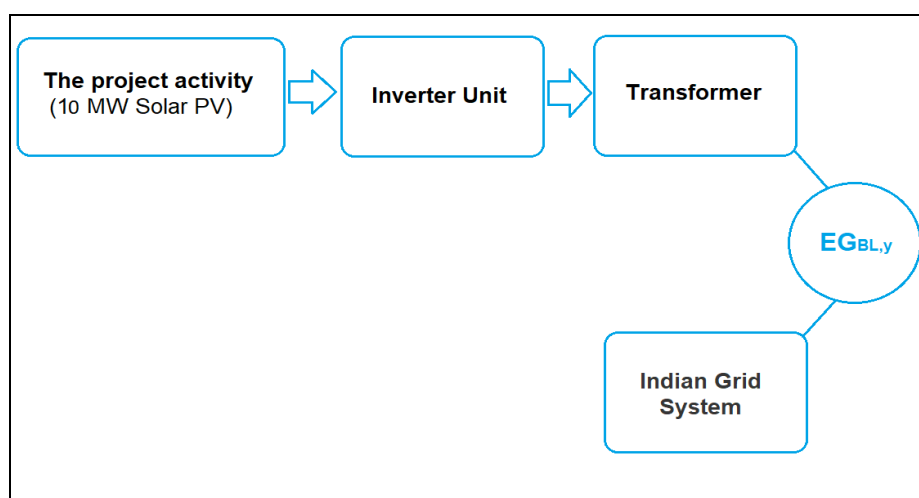 The project activity
(10 MW Solar PV)
Inverter Unit
Transformer
EGBL,y
Indian Grid
System